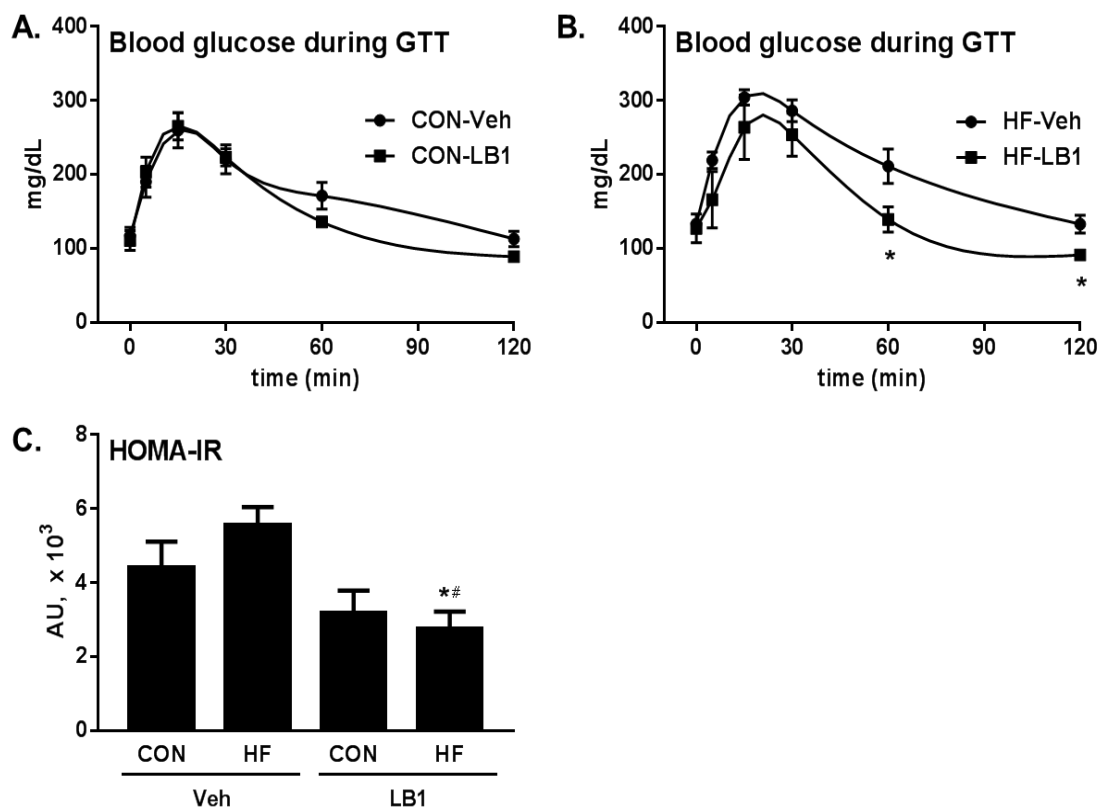 A.
Blood glucose during GTT
400
300
200
100
0
mg/dL
CON-Veh
CON-LB1
0 30 60 90 120
time (min)
B.
Blood glucose during GTT
400
300
200
100
0
mg/dL
HF-Veh
HF-LB1
*
*
0 30 60 90 120
time (min)
C.
HOMA-IR
8
6
4
2
0
AU, x 10³
*#
CON HF CON HF
Veh LB1